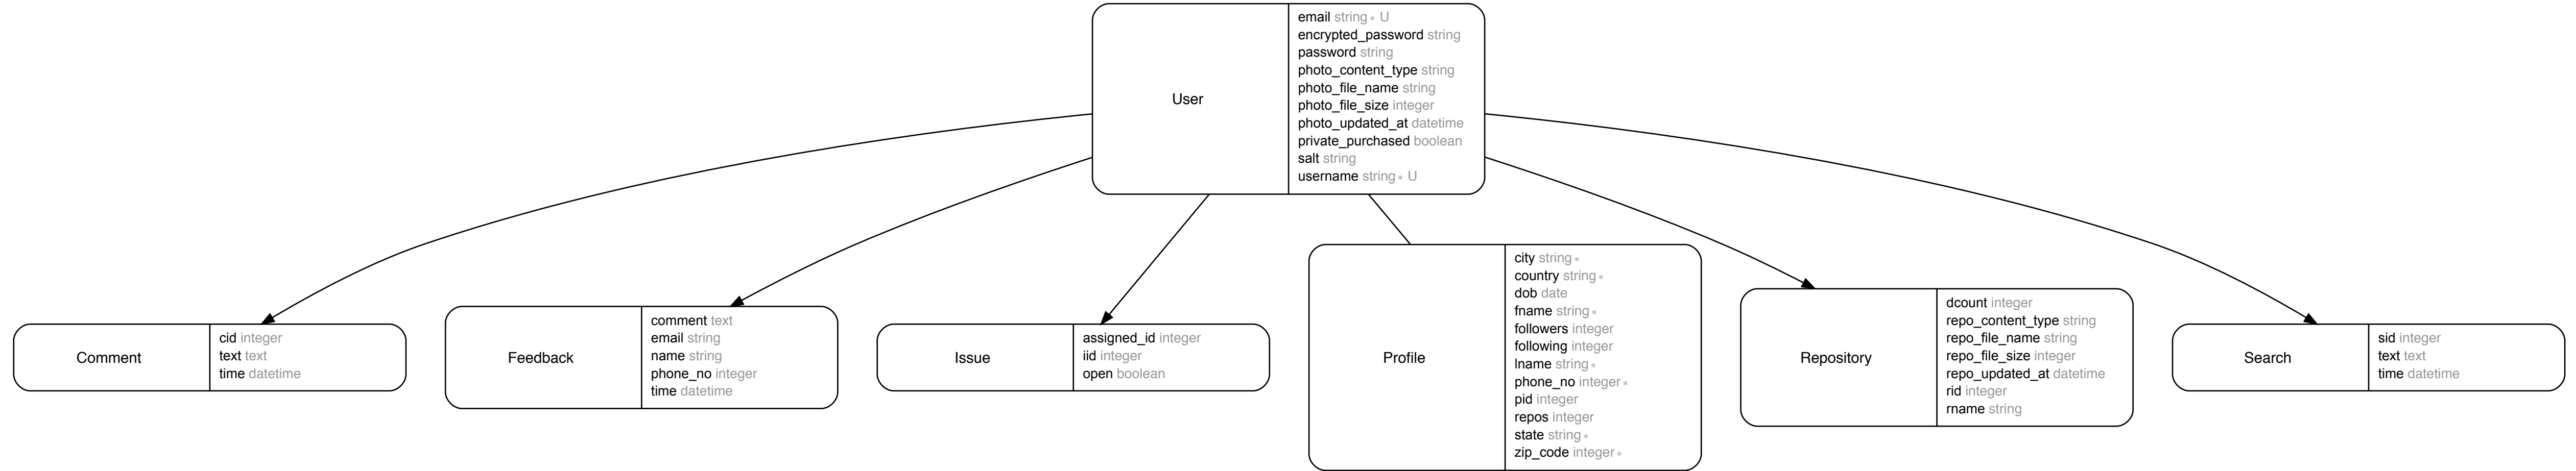 User
email string∗ U
encrypted_password string
password string
photo_content_type string
photo_file_name string
photo_file_size integer
photo_updated_at datetime
private_purchased boolean
salt string
username string∗ U
Comment
cid integer
text text
time datetime
Feedback
comment text
email string
name string
phone_no integer
time datetime
Issue
assigned_id integer
iid integer
open boolean
Profile
city string∗
country string∗
dob date
fname string∗
followers integer
following integer
lname string∗
phone_no integer∗
pid integer
repos integer
state string∗
zip_code integer∗
Repository
dcount integer
repo_content_type string
repo_file_name string
repo_file_size integer
repo_updated_at datetime
rid integer
rname string
Search
sid integer
text text
time datetime